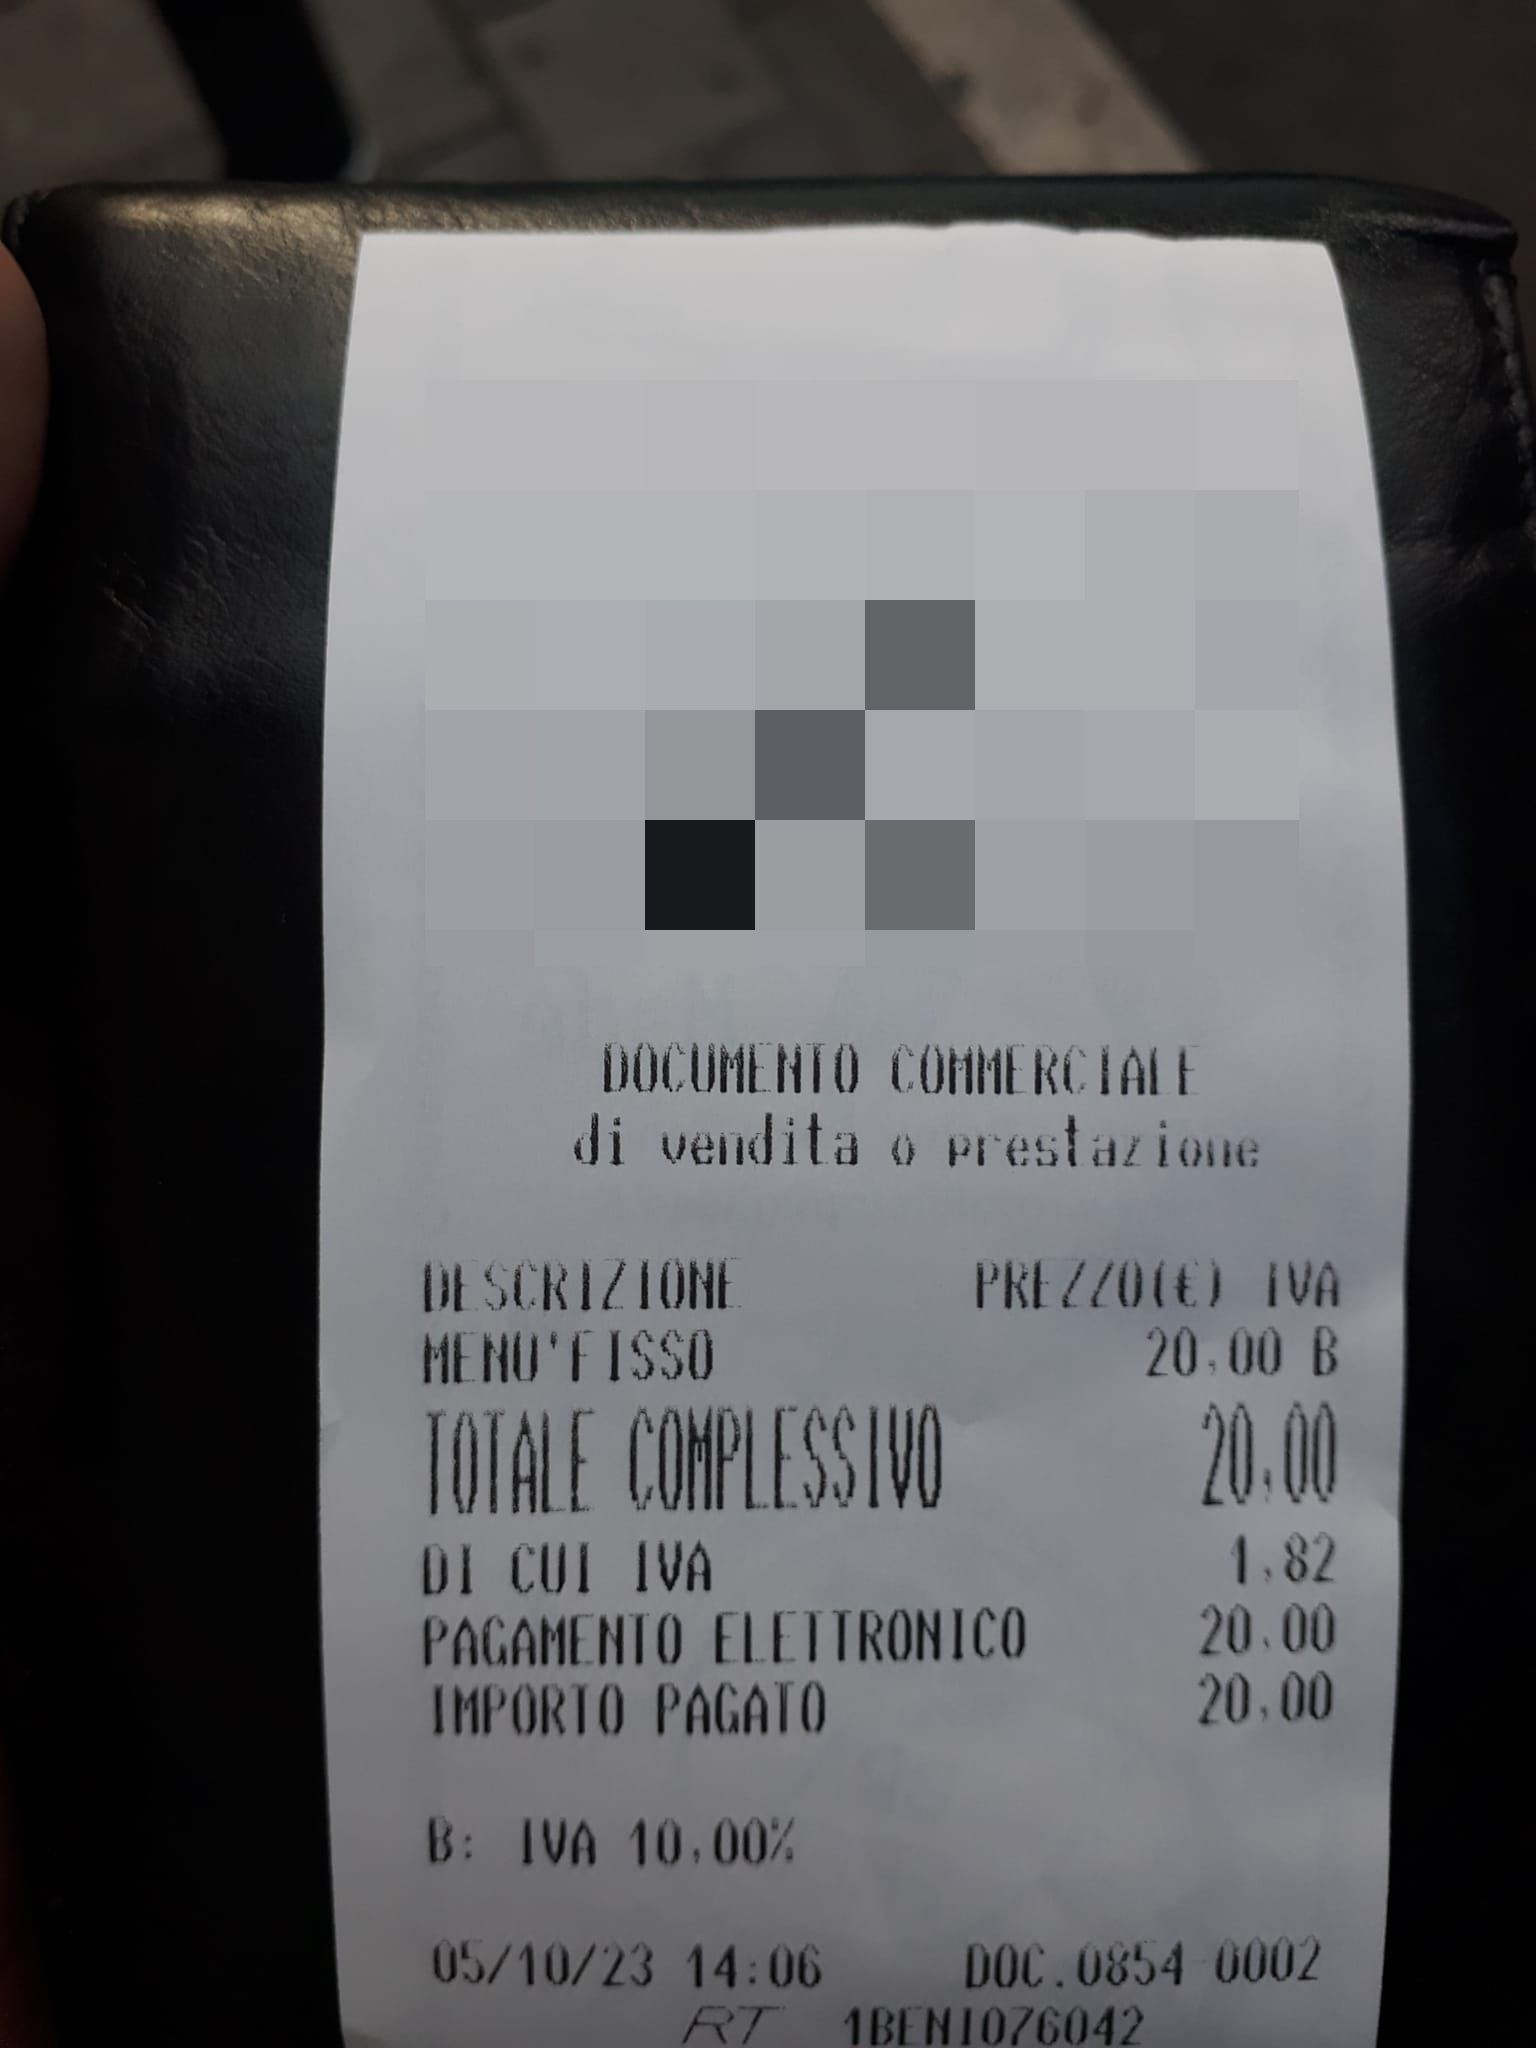 DOCUMENTO COMMERCIALE
di vendita o prestazione
DESCRIZIONE PREZZO(€) IVA
MENU'FISSO 20,00 B
TOTALE COMPLESSIVO 20,00
DI CUI IVA 1,82
PAGAMENTO ELETTRONICO 20,00
IMPORTO PAGATO 20,00
B: IVA 10,00%
05/10/23 14:06 DOC.0854-0002
RT 1BENI076042